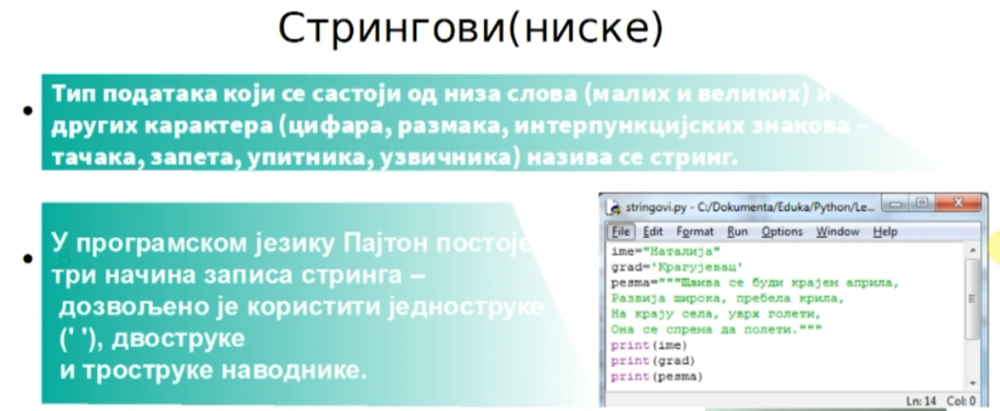 Стрингови(ниске)
Тип података који се састоји од низа слова (малих и великих) и
других карактера (цифара, размака, интерпункцијских знакова –
тачака, запета, упитника, узвичника) назива се стринг.
У програмском језику Пајтон постоје
три начина записа стринга –
дозвољено је користити једноструке
(' '), двоструке
и троструке наводнике.
stringovi.py - C:/Dokumenta/Eduka/Python/Le...
File Edit Format Run Options Window Help
ime="Наталија"
grad='Крагујевац'
pesma="""Шљива се буди крајем априла,
Развија широка, пребела крила,
На крају села, уврх голети,
Она се спрема да полети."""
print(ime)
print(grad)
print(pesma)
Ln: 14 Col: 0